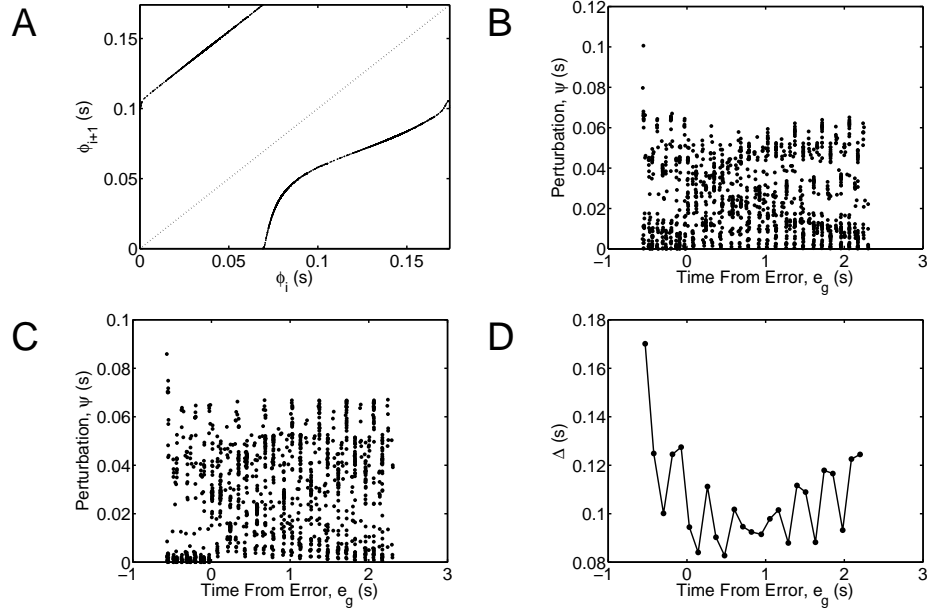 A
0.1
0.05
0
0 0.05 0.1 0.15
ϕi+1 (s)
ϕi (s)
B
0.12
0.1
0.08
0.06
0.04
0.02
0
−1 0 1 2 3
Perturbation, ψ (s)
Time From Error, eg (s)
C
0.1
0.08
0.06
0.04
0.02
0
−1 0 1 2 3
Perturbation, ψ (s)
Time From Error, eg (s)
D
0.18
0.16
0.14
0.12
0.1
0.08
−1 0 1 2 3
Δ (s)
Time From Error, eg (s)